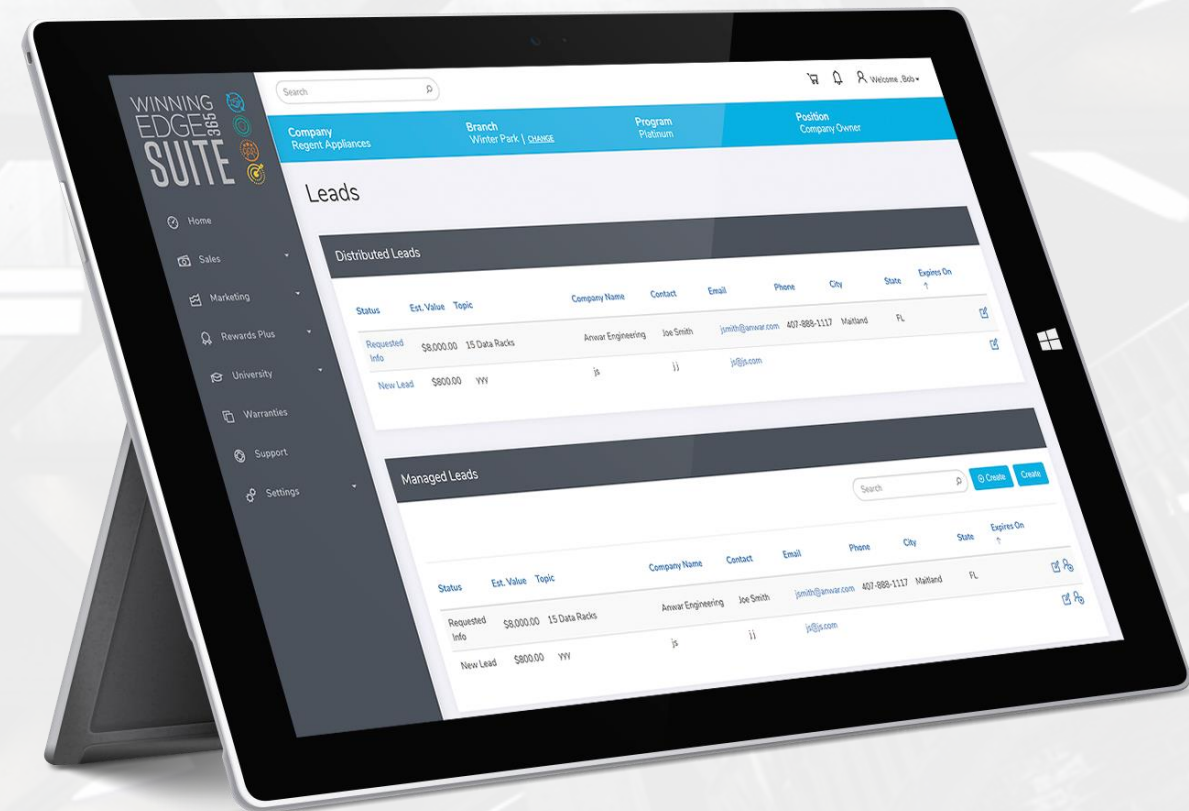 WINNING
EDGE 365
SUITE
Search
Welcome , Bob
Company
Regent Appliances
Branch
Winter Park | CHANGE
Program
Platinum
Position
Company Owner
Home
Sales
Marketing
Rewards Plus
University
Warranties
Support
Settings
Leads
Distributed Leads
Status Est. Value Topic Company Name Contact Email Phone City State Expires On
Requested Info $8,000.00 15 Data Racks Anwar Engineering Joe Smith jsmith@anwar.com 407-888-1117 Maitland FL
New Lead $800.00 yyy js j j js@js.com
Managed Leads
Search
Create Create
Status Est. Value Topic Company Name Contact Email Phone City State Expires On
Requested Info $8,000.00 15 Data Racks Anwar Engineering Joe Smith jsmith@anwar.com 407-888-1117 Maitland FL
New Lead $800.00 yyy js j j js@js.com